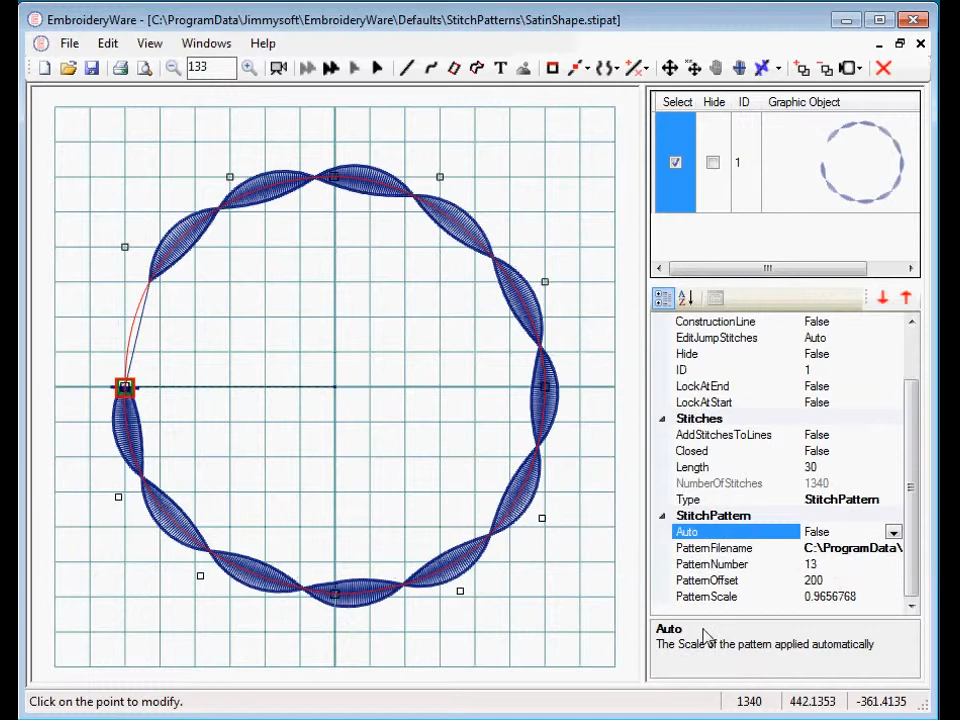 EmbroideryWare - [C:\ProgramData\Jimmysoft\EmbroideryWare\Defaults\StitchPatterns\SatinShape.stipat]
File Edit View Windows Help
133
Select Hide ID Graphic Object
1
ConstructionLine False
EditJumpStitches Auto
Hide False
ID 1
LockAtEnd False
LockAtStart False
Stitches
AddStitchesToLines False
Closed False
Length 30
NumberOfStitches 1340
Type StitchPattern
StitchPattern
Auto False
PatternFilename C:\ProgramData\
PatternNumber 13
PatternOffset 200
PatternScale 0.9656768
Auto
The Scale of the pattern applied automatically
Click on the point to modify. 1340 442.1353 -361.4135